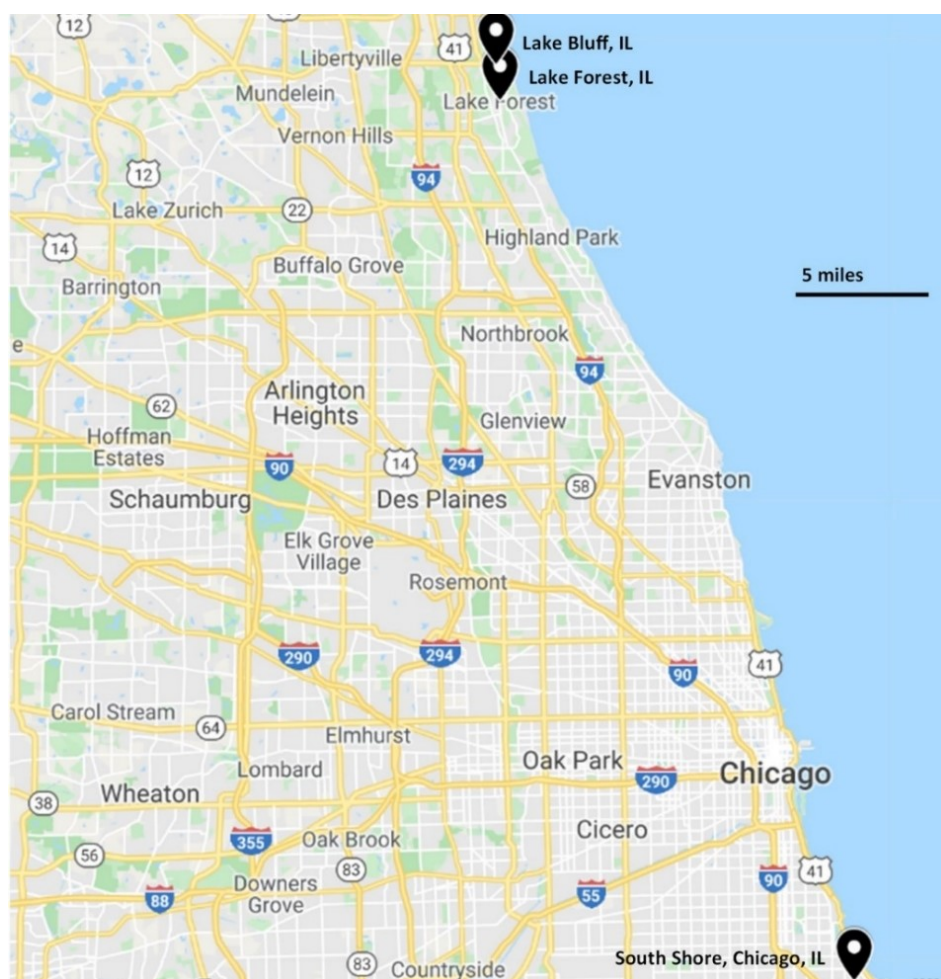 12
41
Lake Bluff, IL
Libertyville
Lake Forest, IL
Mundelein
Lake Forest
Vernon Hills
12
94
Lake Zurich
22
14
Highland Park
Buffalo Grove
5 miles
Barrington
Northbrook
e
94
Arlington
Heights
62
Glenview
Hoffman
Estates
90
14
294
58
Evanston
Schaumburg
Des Plaines
Elk Grove
Village
Rosemont
290
294
41
90
Carol Stream
64
Elmhurst
Lombard
Oak Park
290
Chicago
Wheaton
38
Cicero
355
Oak Brook
56
83
41
Downers
Grove
88
55
90
83
Countryside
South Shore, Chicago, IL